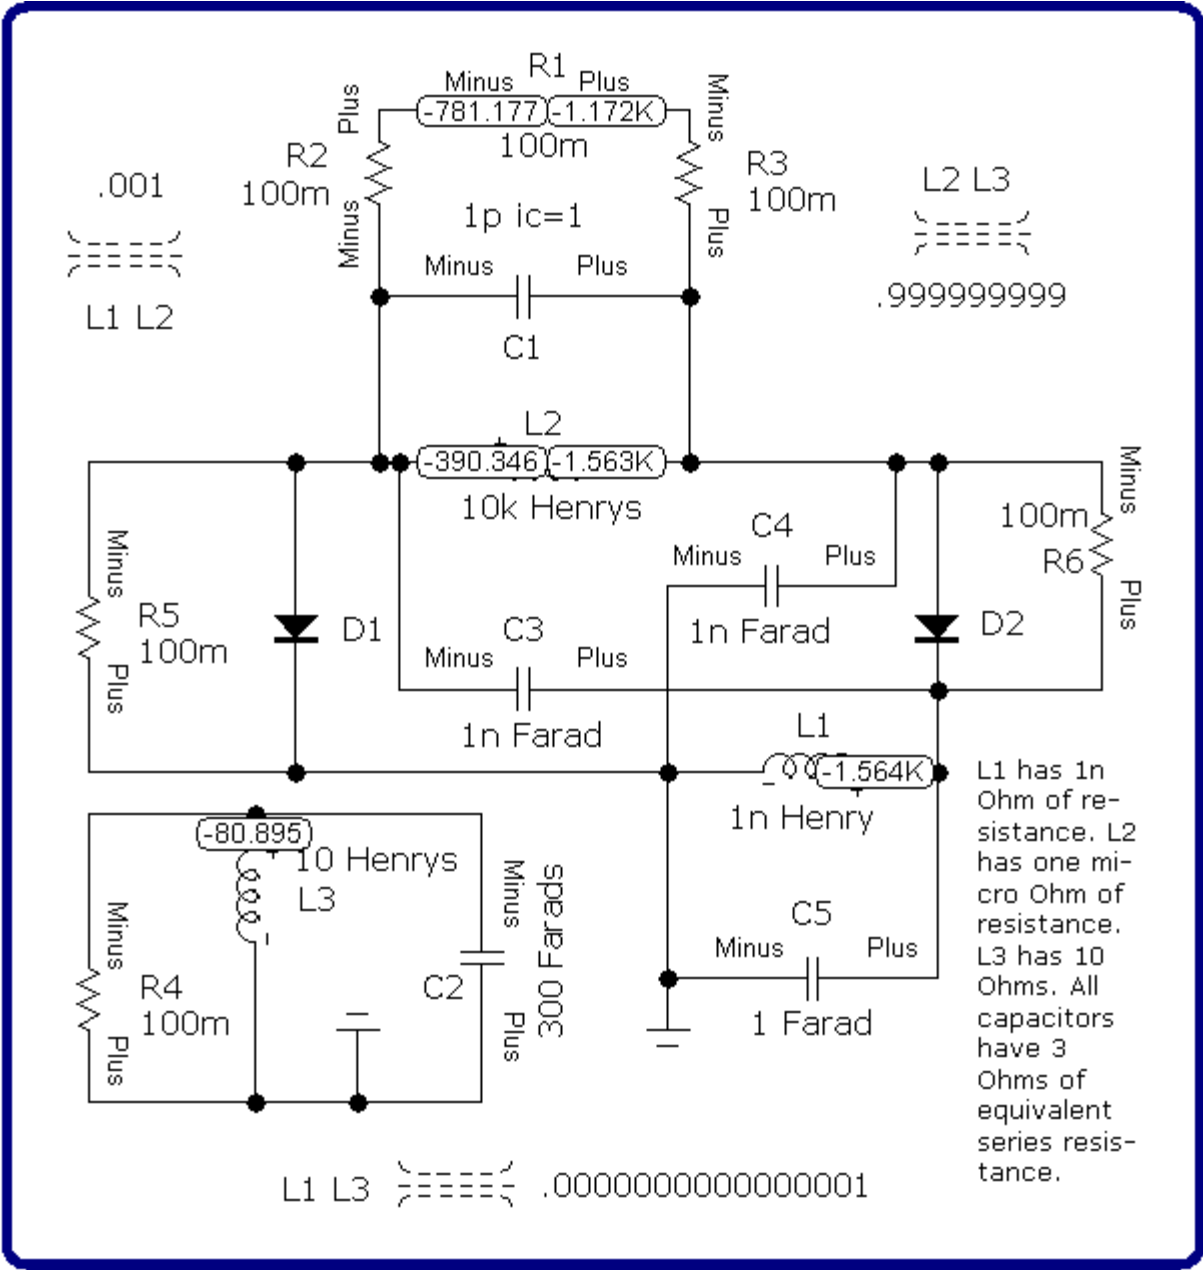 R1
Minus Plus
-781.177 -1.172K
100m
Plus
R2
100m
Minus
Minus
R3
100m
Plus
.001
L1 L2
L2 L3
.999999999
1p ic=1
Minus Plus
C1
L2
-390.346 -1.563K
10k Henrys
Minus
100m
R6
Plus
C4
Minus Plus
1n Farad
Minus
R5
100m
Plus
D1
C3
Minus Plus
1n Farad
D2
L1
-1.564K
1n Henry
L1 has 1n
Ohm of re-
sistance. L2
has one mi-
cro Ohm of
resistance.
L3 has 10
Ohms. All
capacitors
have 3
Ohms of
equivalent
series resis-
tance.
-80.895
10 Henrys
L3
Minus
R4
100m
Plus
Minus
C2
Plus
300 Farads
C5
Minus Plus
1 Farad
L1 L3 .0000000000000001